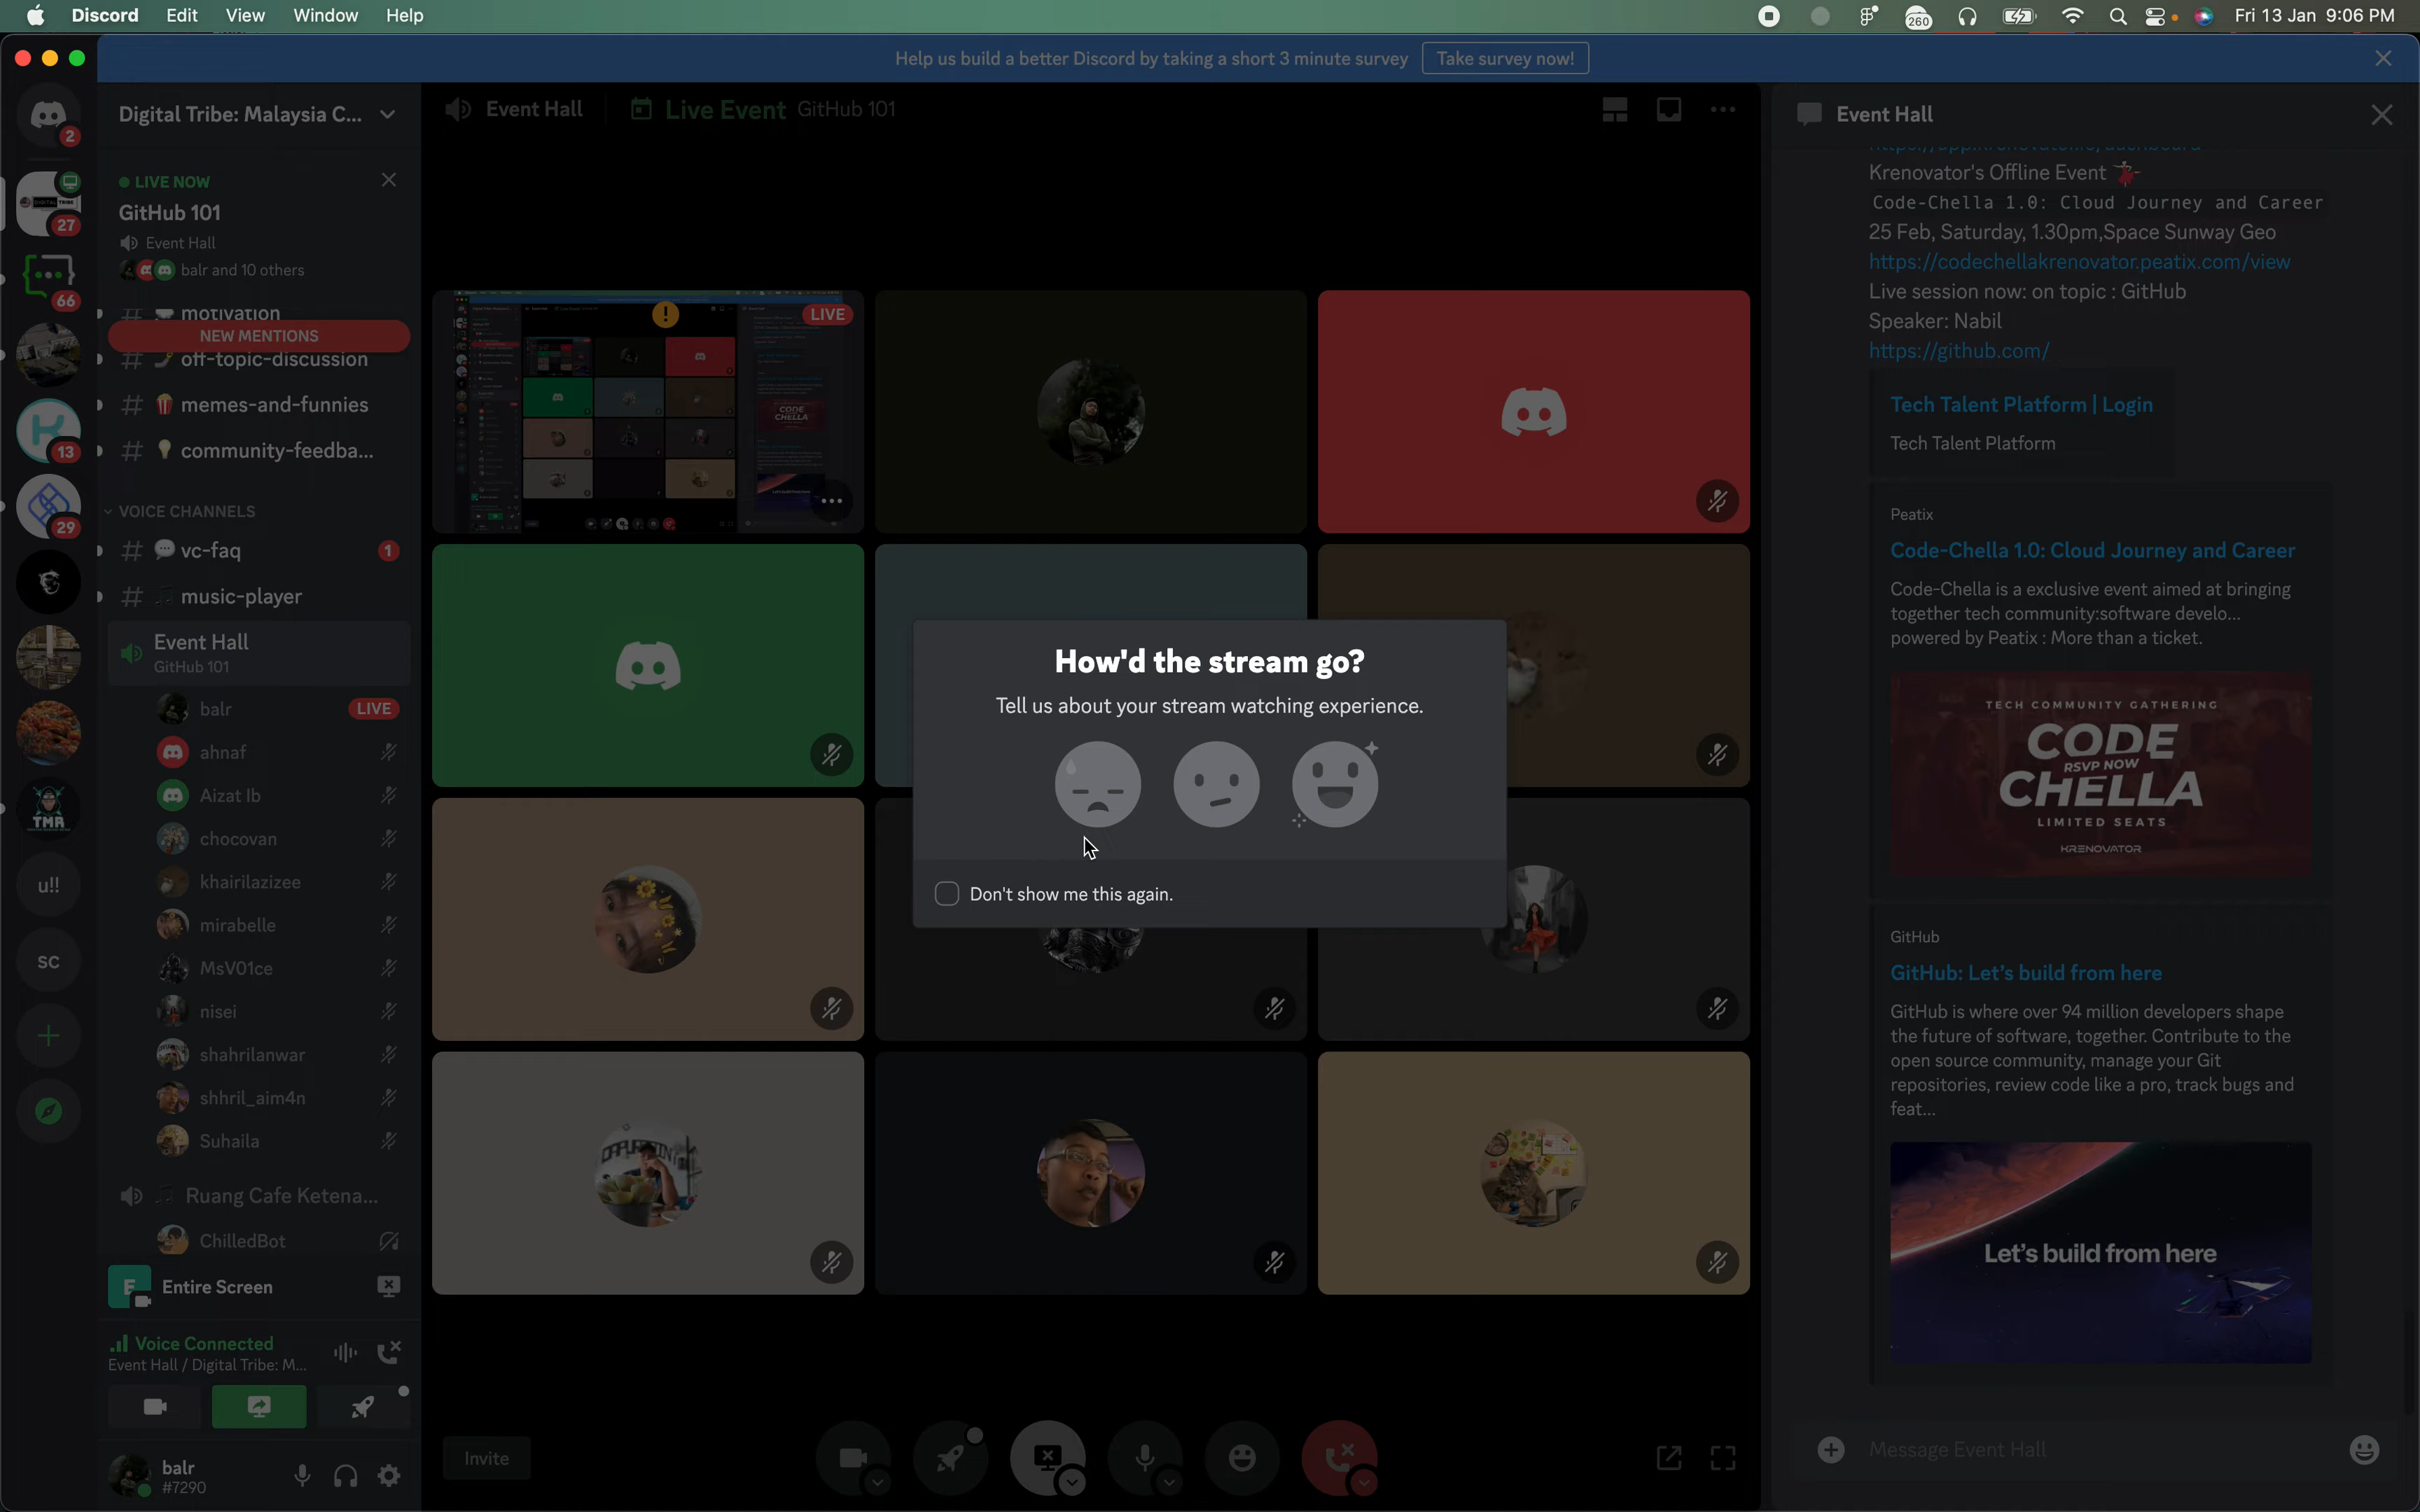 Discord Edit View Window Help
260
Fri 13 Jan 9:06 PM
Help us build a better Discord by taking a short 3 minute survey
Take survey now!
2
27
66
13
29
TMR
u!!
SC
Digital Tribe: Malaysia C...
LIVE NOW
GitHub 101
Event Hall
balr and 10 others
motivation
NEW MENTIONS
off-topic-discussion
memes-and-funnies
community-feedba...
VOICE CHANNELS
vc-faq
1
music-player
Event Hall
GitHub 101
balr
LIVE
ahnaf
Aizat Ib
chocovan
khairilazizee
mirabelle
MsV01ce
nisei
shahrilanwar
shhril_aim4n
Suhaila
Ruang Cafe Ketena...
ChilledBot
E
Entire Screen
Voice Connected
Event Hall / Digital Tribe: M...
balr
#7290
Event Hall
Live Event GitHub 101
LIVE
How'd the stream go?
Tell us about your stream watching experience.
Don't show me this again.
Invite
Event Hall
Krenovator's Offline Event
Code-Chella 1.0: Cloud Journey and Career
25 Feb, Saturday, 1.30pm,Space Sunway Geo
https://codechellakrenovator.peatix.com/view
Live session now: on topic : GitHub
Speaker: Nabil
https://github.com/
Tech Talent Platform | Login
Tech Talent Platform
Peatix
Code-Chella 1.0: Cloud Journey and Career
Code-Chella is a exclusive event aimed at bringing
together tech community:software develo...
powered by Peatix : More than a ticket.
TECH COMMUNITY GATHERING
CODE
RSVP NOW
CHELLA
LIMITED SEATS
KRENOVATOR
GitHub
GitHub: Let's build from here
GitHub is where over 94 million developers shape
the future of software, together. Contribute to the
open source community, manage your Git
repositories, review code like a pro, track bugs and
feat...
Let's build from here
Message Event Hall